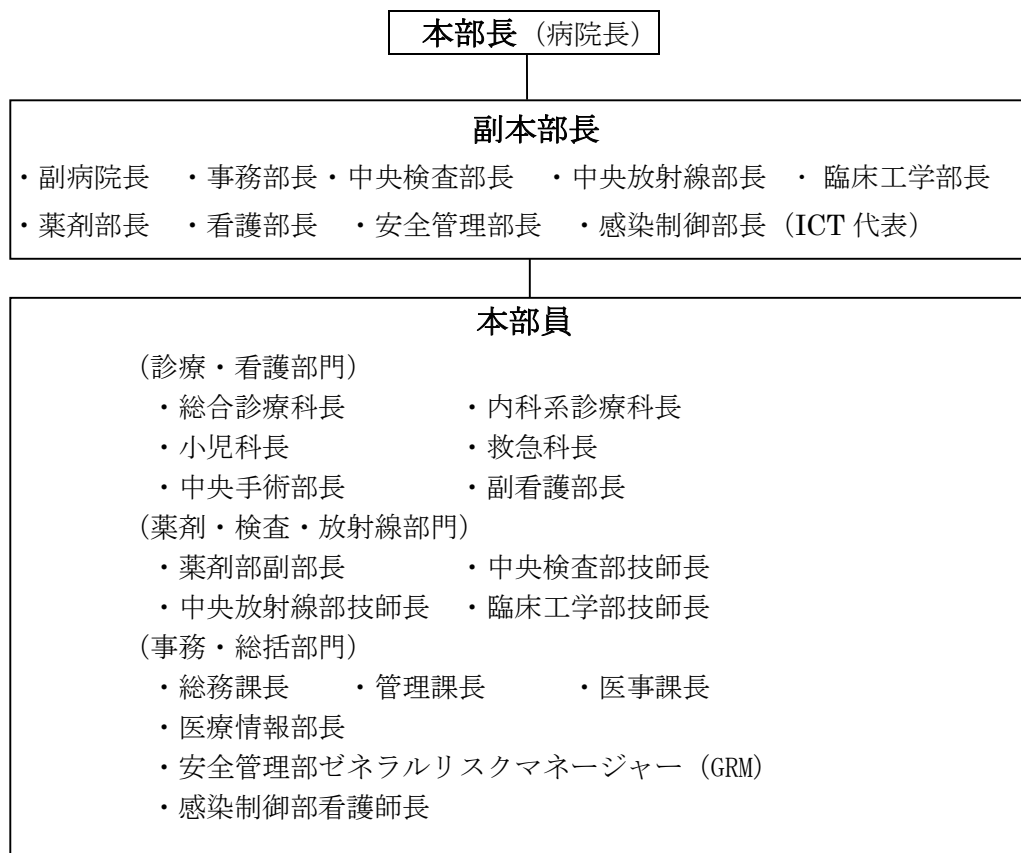 本部長（病院長）
副本部長
・副病院長 ・事務部長・中央検査部長 ・中央放射線部長 ・ 臨床工学部長
・薬剤部長 ・看護部長 ・安全管理部長 ・感染制御部長（ICT 代表）
本部員
（診療・看護部門）
・総合診療科長 ・内科系診療科長
・小児科長 ・救急科長
・中央手術部長 ・副看護部長
（薬剤・検査・放射線部門）
・薬剤部副部長 ・中央検査部技師長
・中央放射線部技師長 ・臨床工学部技師長
（事務・総括部門）
・総務課長 ・管理課長 ・医事課長
・医療情報部長
・安全管理部ゼネラルリスクマネージャー（GRM）
・感染制御部看護師長